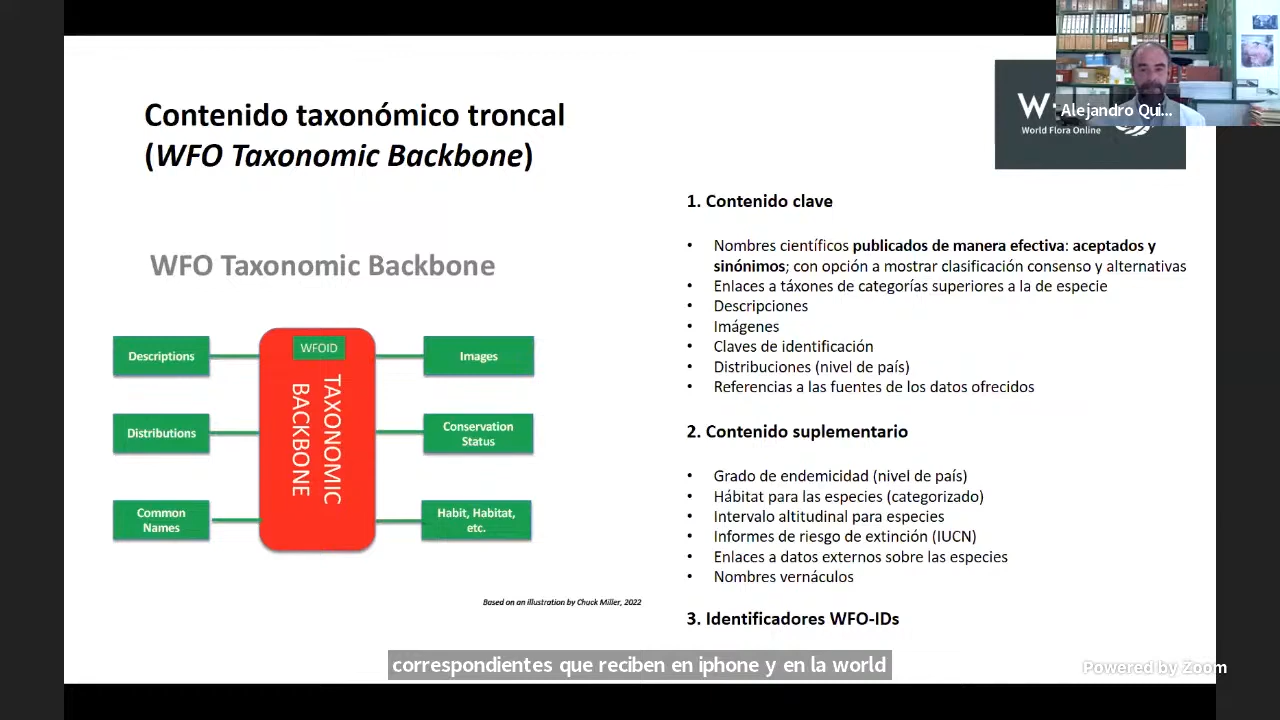 Contenido taxonómico troncal
(WFO Taxonomic Backbone)
W
World Flora Online
Alejandro Qui...
WFO Taxonomic Backbone
Descriptions
Distributions
Common
Names
WFOID
TAXONOMIC
BACKBONE
Images
Conservation
Status
Habit, Habitat,
etc.
Based on an illustration by Chuck Miller, 2022
1. Contenido clave
• Nombres científicos publicados de manera efectiva: aceptados y
sinónimos; con opción a mostrar clasificación consenso y alternativas
• Enlaces a táxones de categorías superiores a la de especie
• Descripciones
• Imágenes
• Claves de identificación
• Distribuciones (nivel de país)
• Referencias a las fuentes de los datos ofrecidos
2. Contenido suplementario
• Grado de endemicidad (nivel de país)
• Hábitat para las especies (categorizado)
• Intervalo altitudinal para especies
• Informes de riesgo de extinción (IUCN)
• Enlaces a datos externos sobre las especies
• Nombres vernáculos
3. Identificadores WFO-IDs
correspondientes que reciben en iphone y en la world
Powered by Zoom